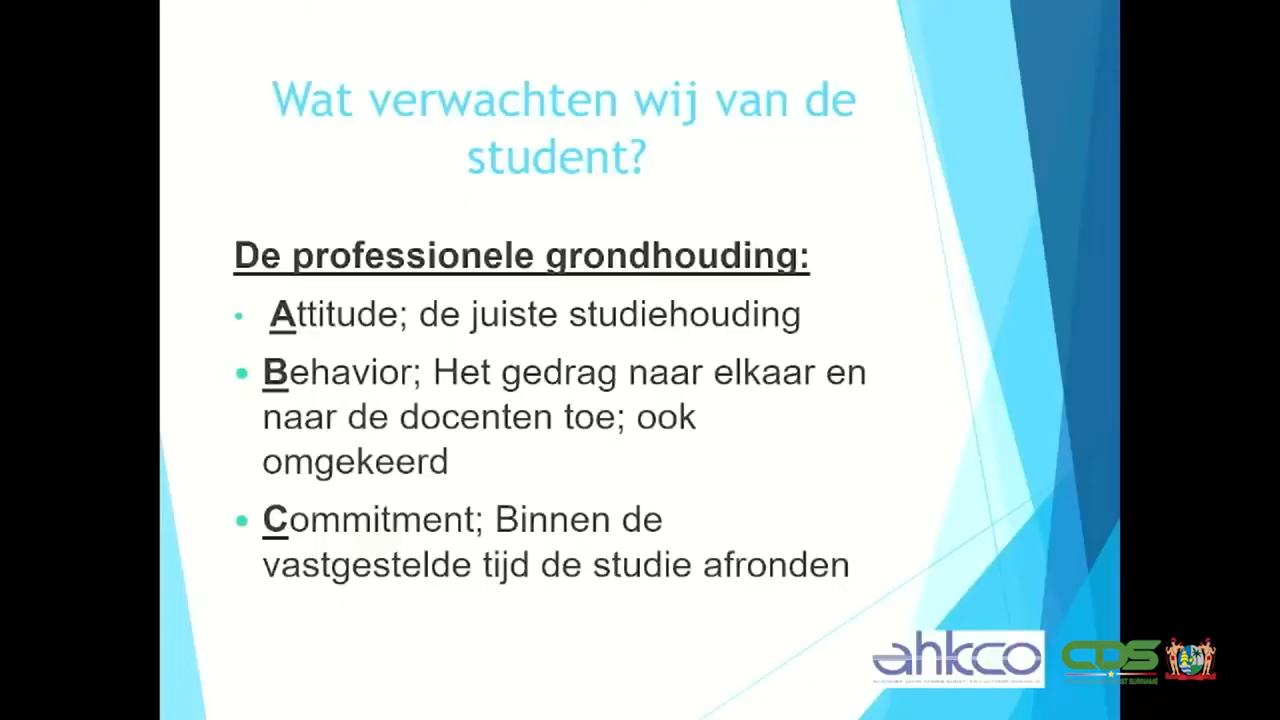 Wat verwachten wij van de
student?
De professionele grondhouding:
• Attitude; de juiste studiehouding
• Behavior; Het gedrag naar elkaar en
naar de docenten toe; ook
omgekeerd
• Commitment; Binnen de
vastgestelde tijd de studie afronden
ahkco
CDS